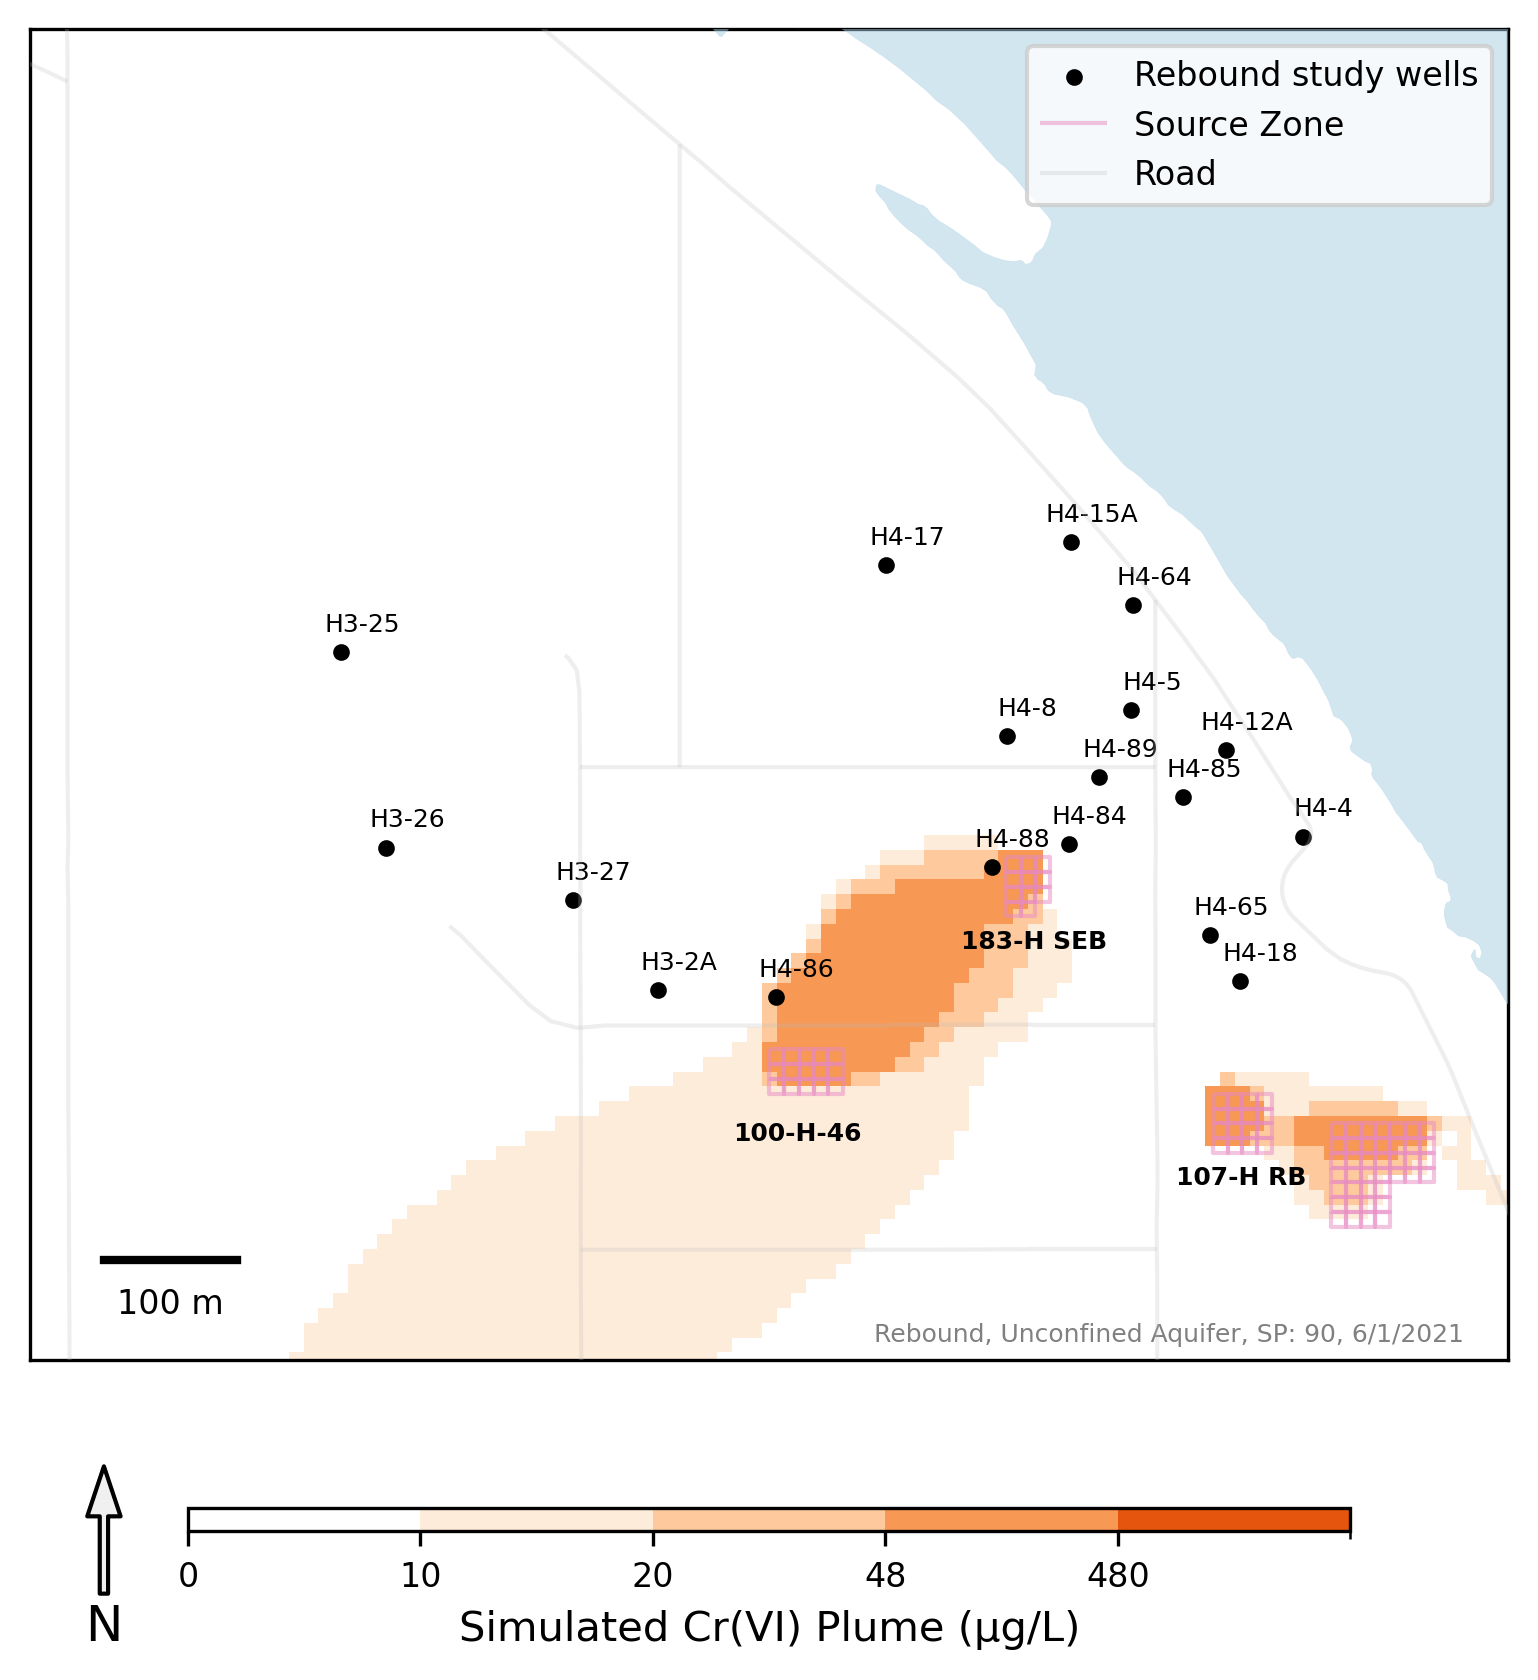 Rebound study wells
Source Zone
Road
H4-15A
H4-17
H4-64
H3-25
H4-5
H4-8
H4-12A
H4-89
H4-85
H4-4
H3-26
H4-84
H4-88
H3-27
H4-65
183-H SEB
H4-18
H3-2A
H4-86
100-H-46
107-H RB
100 m
Rebound, Unconfined Aquifer, SP: 90, 6/1/2021
0 10 20 48 480
N
Simulated Cr(VI) Plume (µg/L)